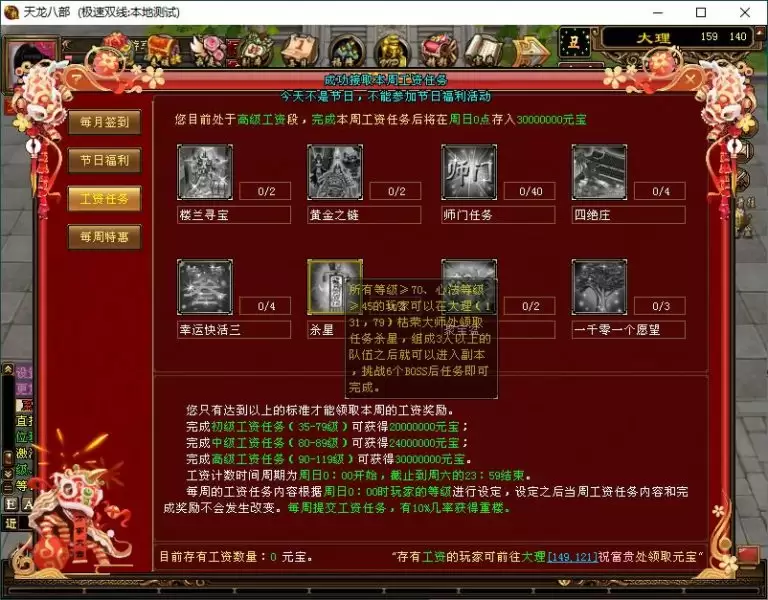 天龙八部 (极速双线:本地测试)
丑
大理
159 140
成功接取本周工资任务
今天不是节日，不能参加节日福利活动
?
每月签到
节日福利
工资任务
每周特惠
您目前处于高级工资段，完成本周工资任务后将在周日0点存入30000000元宝
0/2
0/2
师门
0/40
0/4
楼兰寻宝
黄金之链
师门任务
四绝庄
0/4
0/2
0/3
幸运快活三
杀星
一千零一个愿望
所有等级≥70、心法等级
≥45的玩家可以在大理（1
31，79）枯荣大师处领取
任务杀星，组成3人以上的
队伍之后就可以进入副本
，挑战6个BOSS后任务即可
完成。
您只有达到以上的标准才能领取本周的工资奖励。
完成初级工资任务（35-79级）可获得20000000元宝；
完成中级工资任务（80-89级）可获得24000000元宝；
完成高级工资任务（90-119级）可获得30000000元宝。
工资计数时间周期为周日0：00开始，截止到周六的23：59结束。
每周的工资任务内容根据周日0：00时玩家的等级进行设定，设定之后当周工资任务内容和完
成奖励不会发生改变。每周提交工资任务，有10%几率获得重楼。
目前存有工资数量：0 元宝。
“存有工资的玩家可前往大理[149,121]祝富贵处领取元宝“